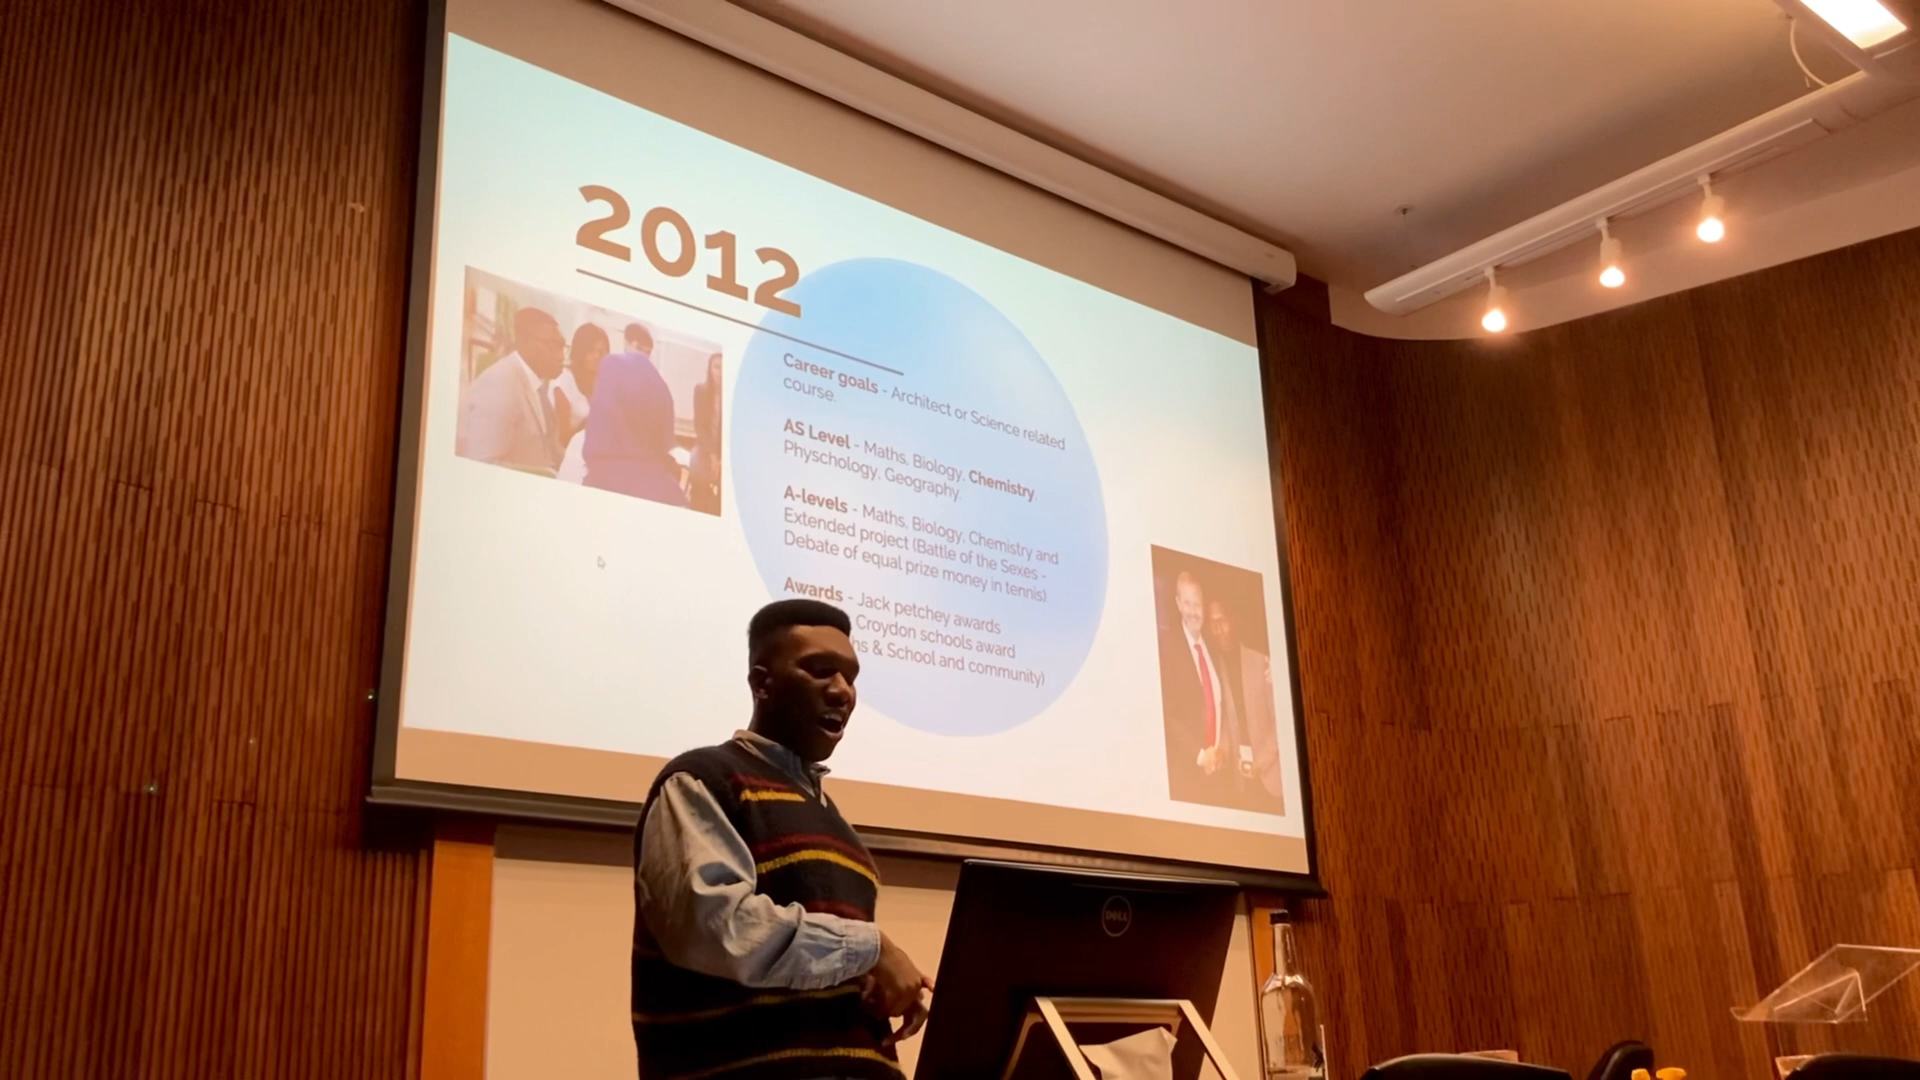 2012
Career goals - Architect or Science related
course.
AS Level - Maths, Biology, Chemistry,
Physchology, Geography.
A-levels - Maths, Biology, Chemistry and
Extended project (Battle of the Sexes -
Debate of equal prize money in tennis).
Awards - Jack petchey awards
Croydon schools award
& School and community)
DELL